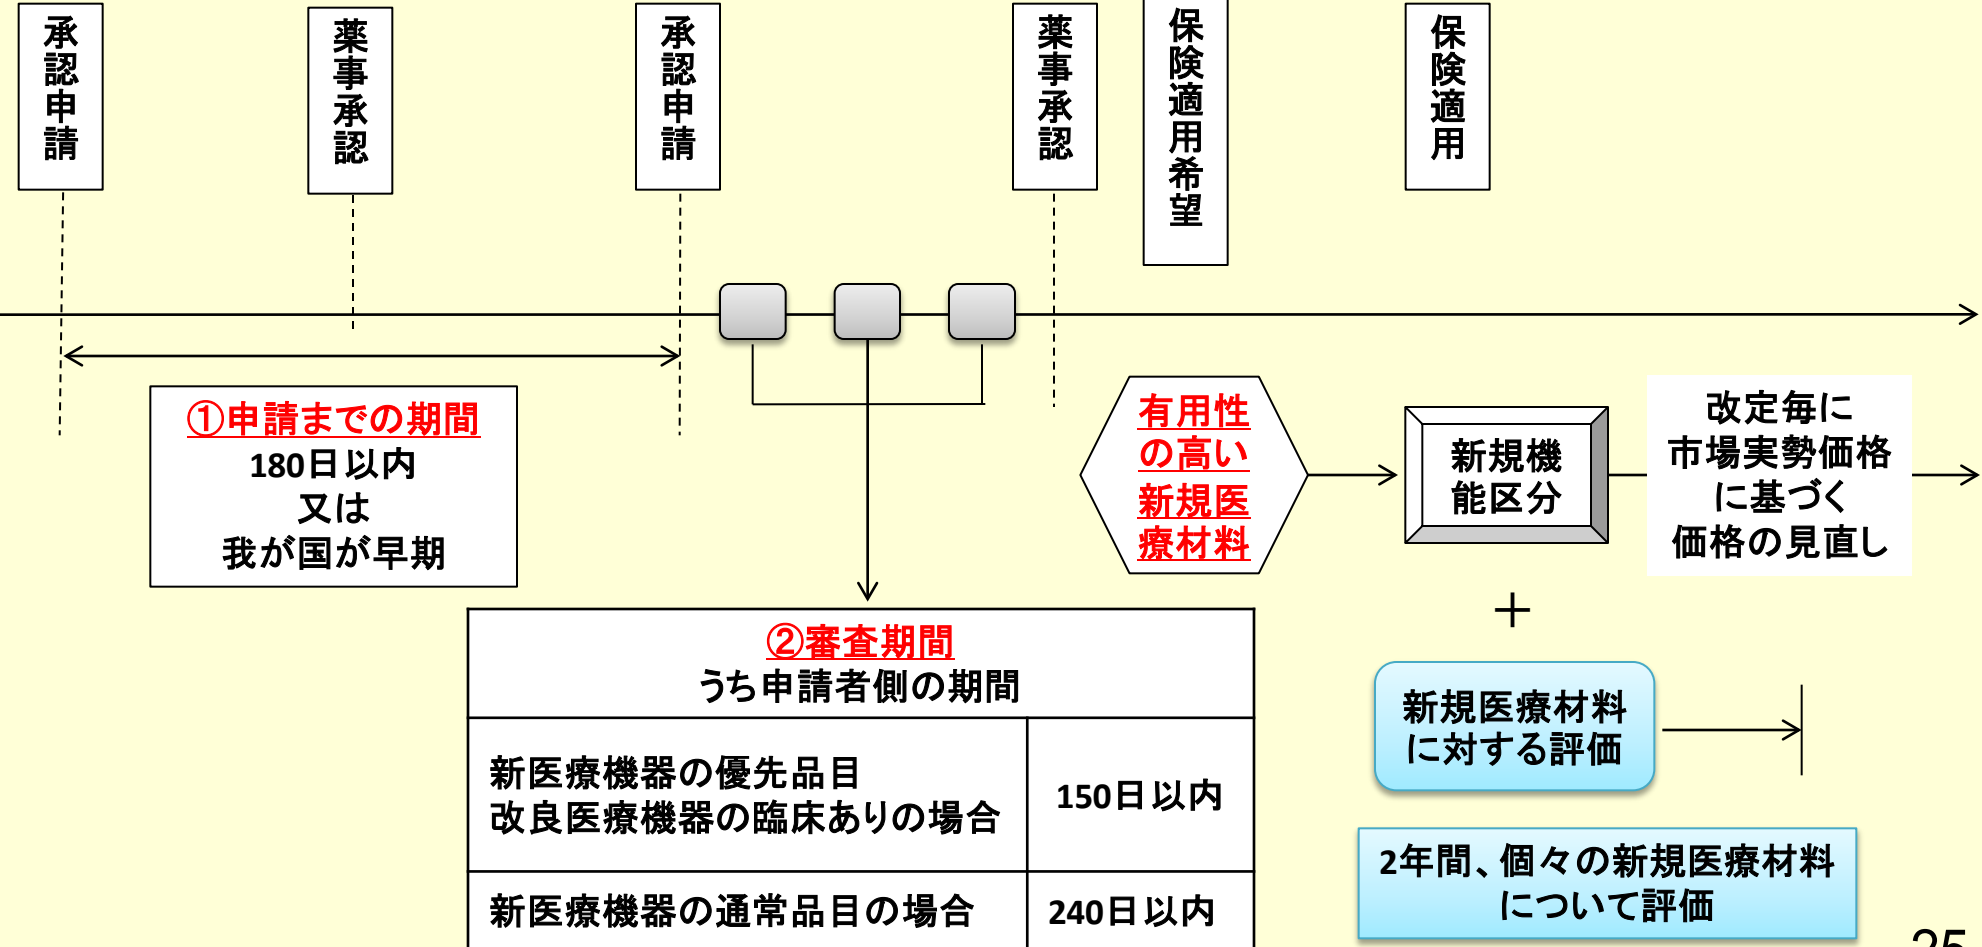 承認申請
薬事承認
承認申請
薬事承認
保険適用希望
保険適用
①申請までの期間
180日以内
又は
我が国が早期
有用性
の高い
新規医
療材料
新規機
能区分
改定毎に
市場実勢価格
に基づく
価格の見直し
＋
②審査期間
うち申請者側の期間
新医療機器の優先品目
改良医療機器の臨床ありの場合
150日以内
新医療機器の通常品目の場合
240日以内
新規医療材料
に対する評価
2年間、個々の新規医療材料
について評価
25